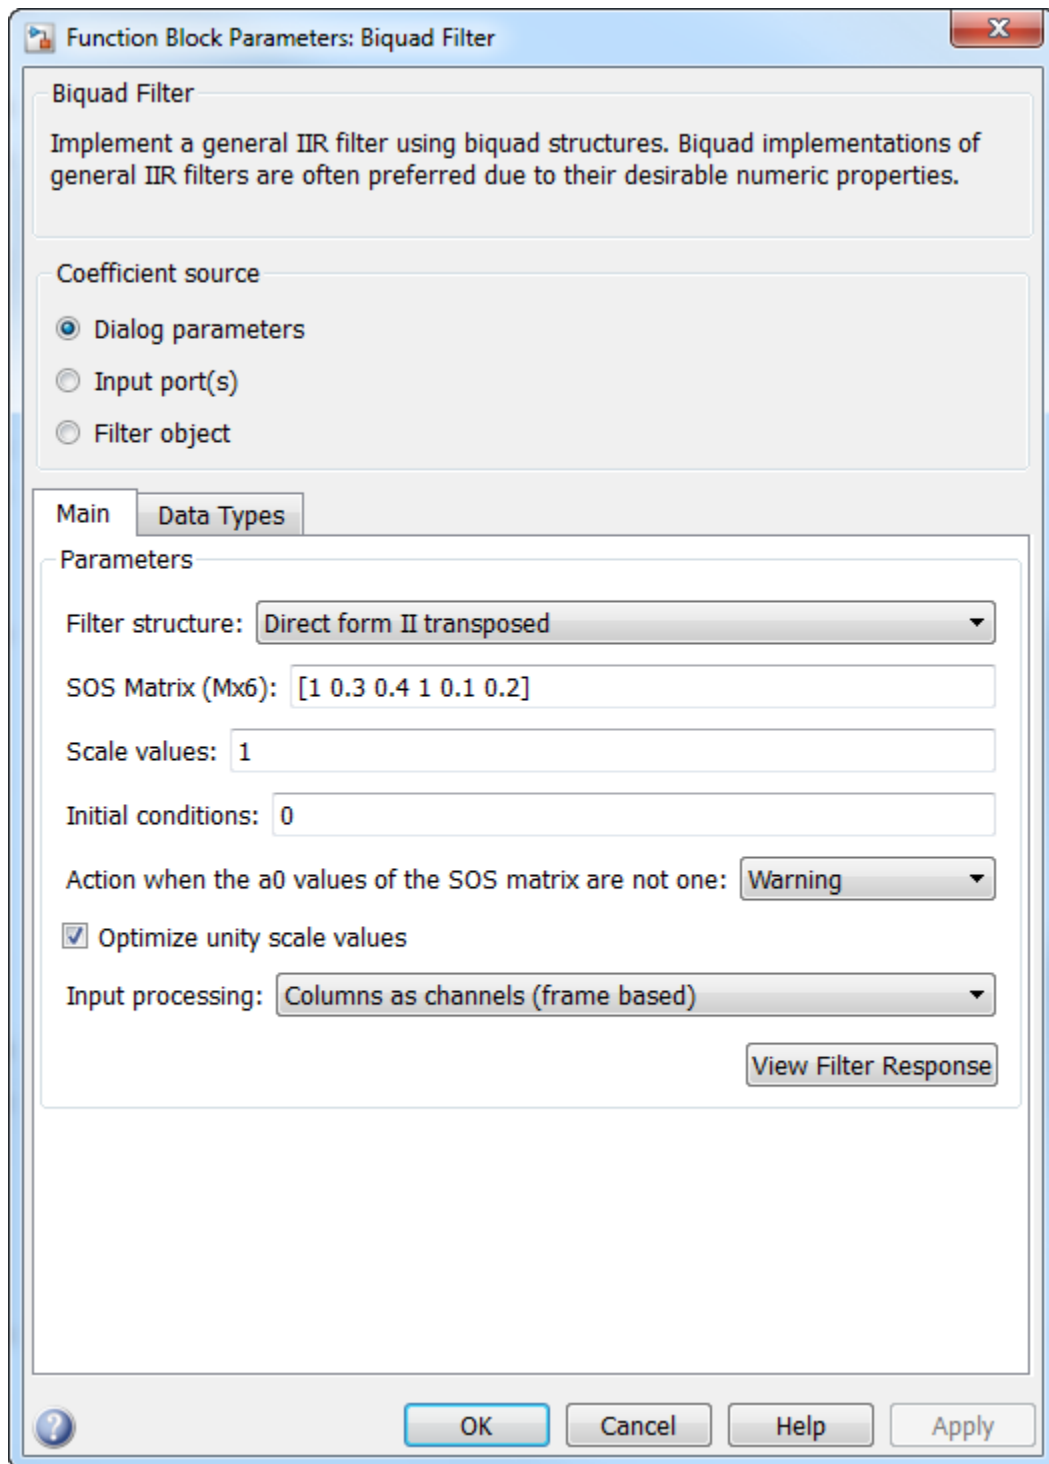 Function Block Parameters: Biquad Filter
X
Biquad Filter
Implement a general IIR filter using biquad structures. Biquad implementations of
general IIR filters are often preferred due to their desirable numeric properties.
Coefficient source
Dialog parameters
Input port(s)
Filter object
Main Data Types
Parameters
Filter structure: Direct form II transposed
SOS Matrix (Mx6): [1 0.3 0.4 1 0.1 0.2]
Scale values: 1
Initial conditions: 0
Action when the a0 values of the SOS matrix are not one: Warning
Optimize unity scale values
Input processing: Columns as channels (frame based)
View Filter Response
? OK Cancel Help Apply